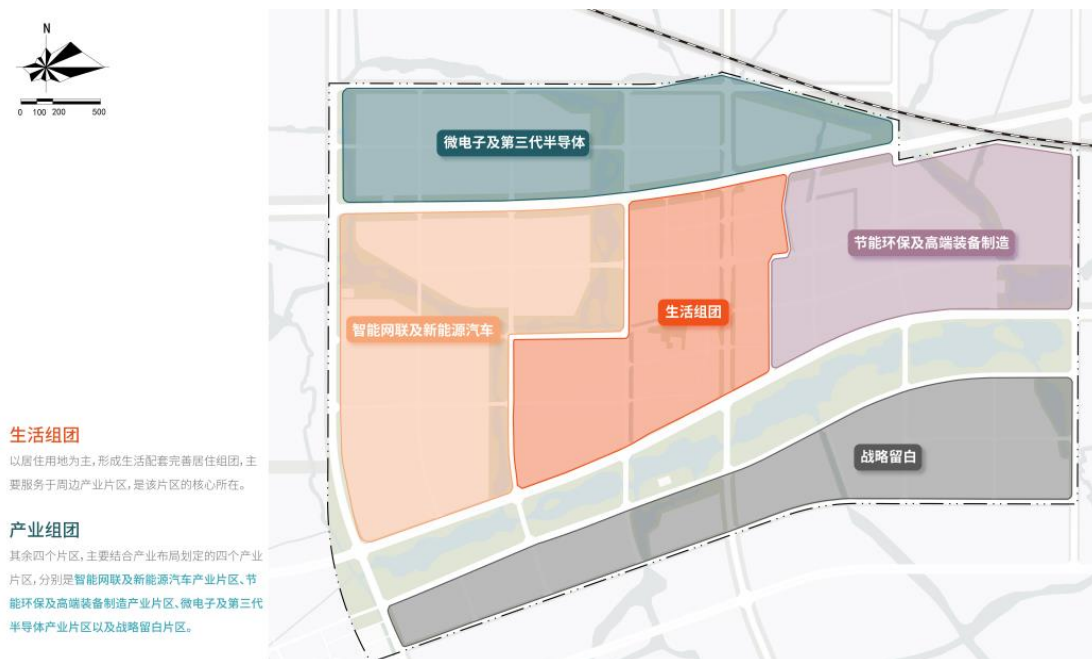 N
0 100 200 500
微电子及第三代半导体
节能环保及高端装备制造
生活组团
智能网联及新能源汽车
战略留白
生活组团
以居住用地为主，形成生活配套完善居住组团，主
要服务于周边产业片区，是该片区的核心所在。
产业组团
其余四个片区，主要结合产业布局划定的四个产业
片区，分别是智能网联及新能源汽车产业片区、节
能环保及高端装备制造产业片区、微电子及第三代
半导体产业片区以及战略留白片区。